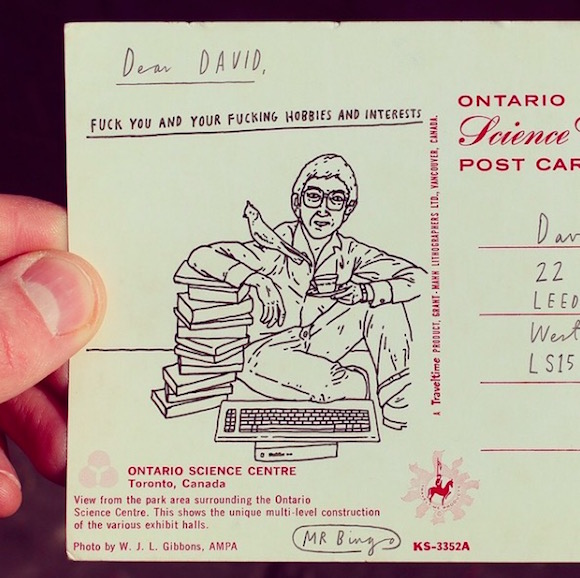 Dear DAVID,
FUCK YOU AND YOUR FUCKING HOBBIES AND INTERESTS
ONTARIO SCIENCE CENTRE
Toronto, Canada
View from the park area surrounding the Ontario
Science Centre. This shows the unique multi-level construction
of the various exhibit halls.
Photo by W. J. L. Gibbons, AMPA
MR Bingo
KS-3352A
A Traveltime PRODUCT, GRANT-MANN LITHOGRAPHERS LTD., VANCOUVER, CANADA.
ONTARIO
Science
POST CAR
Dav
22
LEED
West
LS15